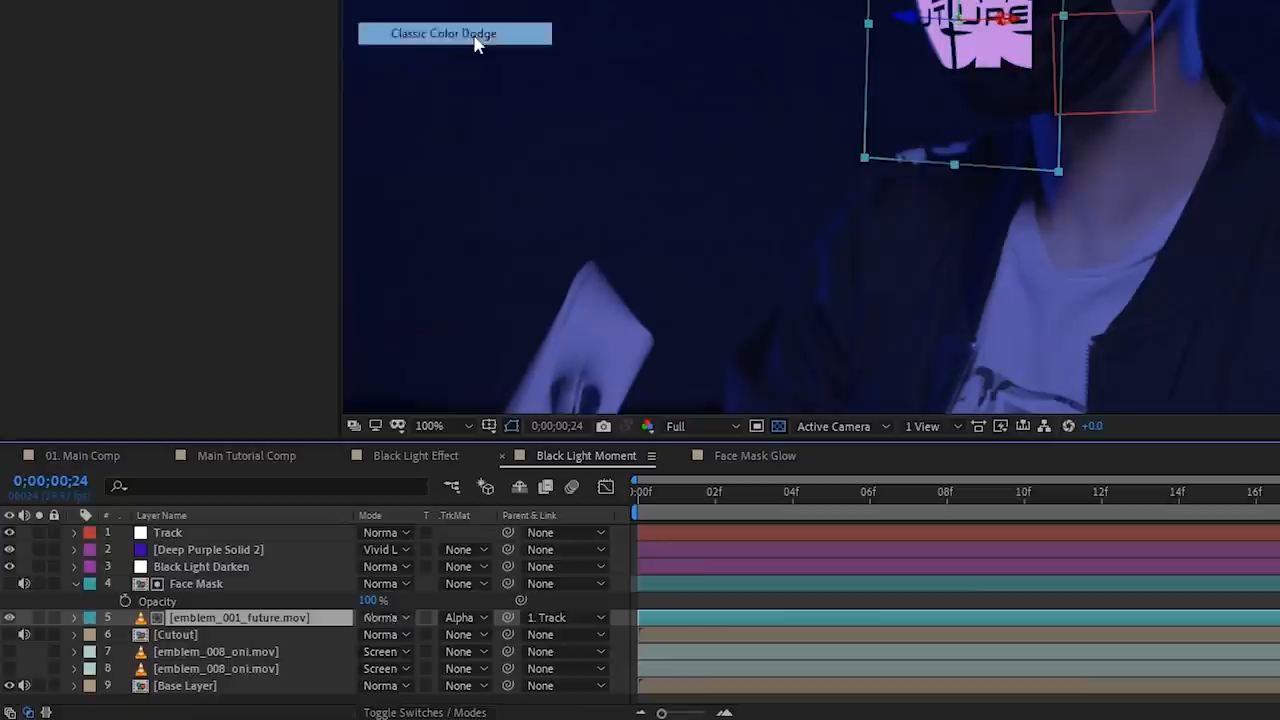 Classic Color Dodge
FUTURE
100%
0;00;00;24
Full
Active Camera
1 View
+0.0
01. Main Comp
Main Tutorial Comp
Black Light Effect
Black Light Moment
Face Mask Glow
0;00;00;24
00024 (29.97 fps)
:00f 02f 04f 06f 08f 10f 12f 14f 16f
# Layer Name Mode T .TrkMat Parent & Link
1 Track Norma None
2 [Deep Purple Solid 2] Vivid L None None
3 Black Light Darken Norma None None
4 Face Mask Norma None None
Opacity 100 %
5 [emblem_001_future.mov] Norma Alpha 1. Track
6 [Cutout] Norma None None
7 [emblem_008_oni.mov] Screen None None
8 [emblem_008_oni.mov] Screen None None
9 [Base Layer] Norma None None
Toggle Switches / Modes